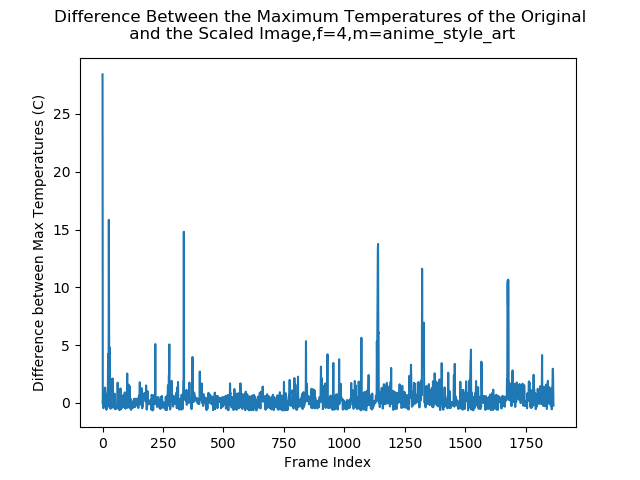 Difference Between the Maximum Temperatures of the Original
and the Scaled Image,f=4,m=anime_style_art
Difference between Max Temperatures (C)
25
20
15
10
5
0
0 250 500 750 1000 1250 1500 1750
Frame Index